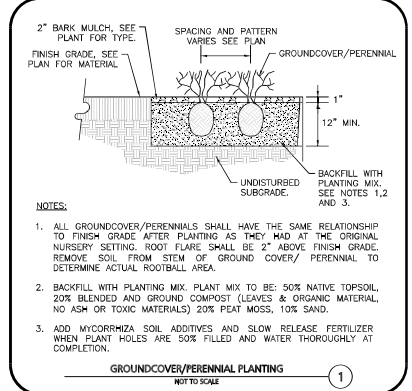 2" BARK MULCH, SEE
PLANT FOR TYPE.
FINISH GRADE, SEE
PLAN FOR MATERIAL
SPACING AND PATTERN
VARIES SEE PLAN
GROUNDCOVER/PERENNIAL
1"
12" MIN.
BACKFILL WITH
PLANTING MIX.
SEE NOTES 1,2
AND 3.
UNDISTURBED
SUBGRADE.
NOTES:
1. ALL GROUNDCOVER/PERENNIALS SHALL HAVE THE SAME RELATIONSHIP
TO FINISH GRADE AFTER PLANTING AS THEY HAD AT THE ORIGINAL
NURSERY SETTING. ROOT FLARE SHALL BE 2" ABOVE FINISH GRADE.
REMOVE SOIL FROM STEM OF GROUND COVER/ PERENNIAL TO
DETERMINE ACTUAL ROOTBALL AREA.
2. BACKFILL WITH PLANTING MIX. PLANT MIX TO BE: 50% NATIVE TOPSOIL,
20% BLENDED AND GROUND COMPOST (LEAVES & ORGANIC MATERIAL,
NO ASH OR TOXIC MATERIALS) 20% PEAT MOSS, 10% SAND.
3. ADD MYCORRHIZA SOIL ADDITIVES AND SLOW RELEASE FERTILIZER
WHEN PLANT HOLES ARE 50% FILLED AND WATER THOROUGHLY AT
COMPLETION.
GROUNDCOVER/PERENNIAL PLANTING
NOT TO SCALE
1